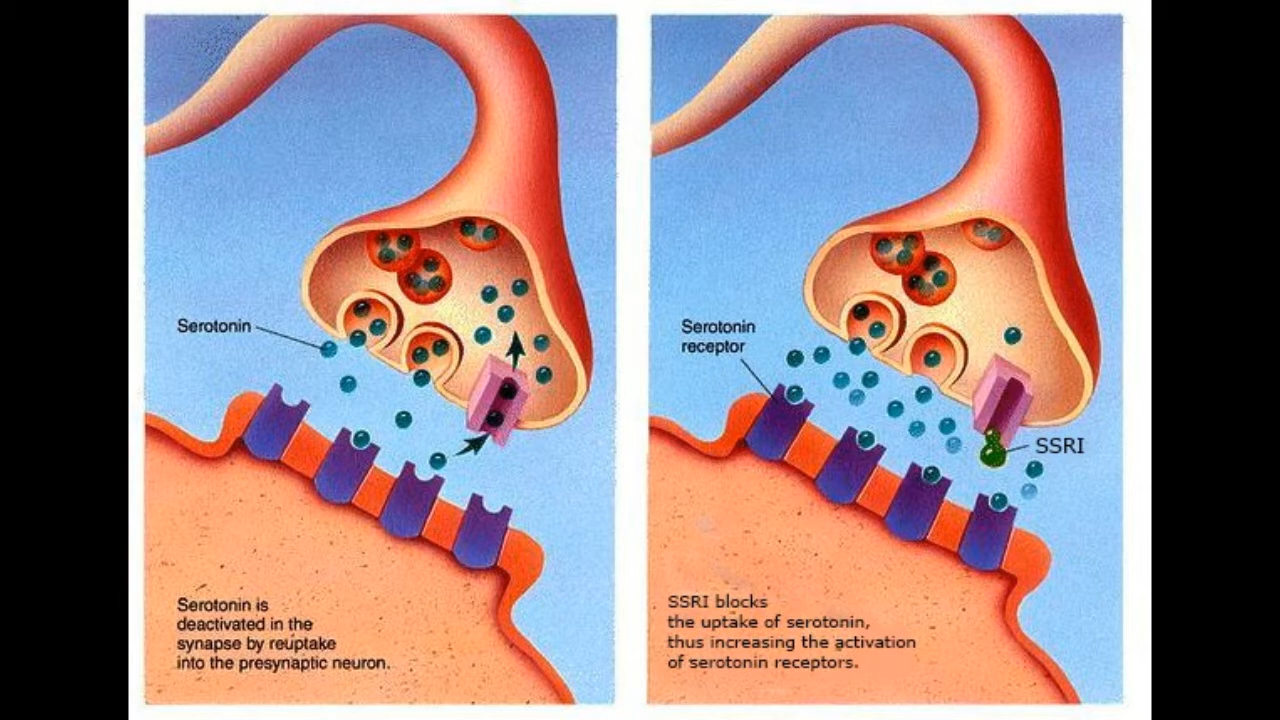 Serotonin
Serotonin is
deactivated in the
synapse by reuptake
into the presynaptic neuron.
Serotonin
receptor
SSRI
SSRI blocks
the uptake of serotonin,
thus increasing the activation
of serotonin receptors.